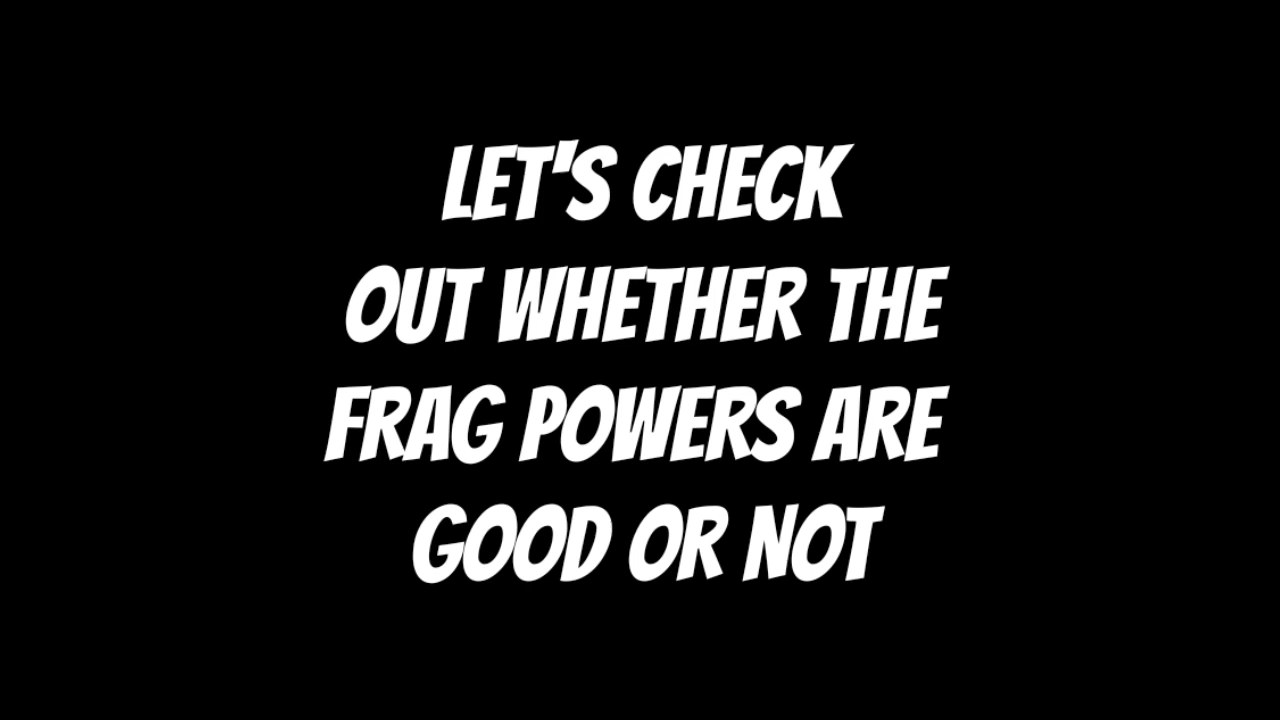 LET'S CHECK
OUT WHETHER THE
FRAG POWERS ARE
GOOD OR NOT